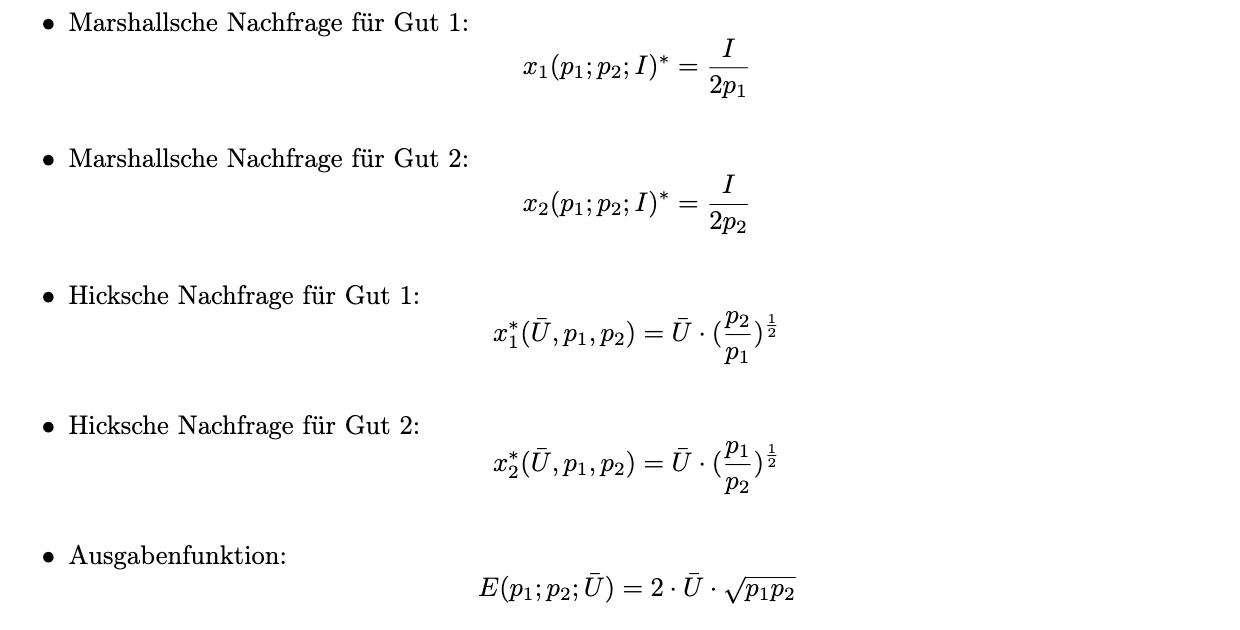 • Marshallsche Nachfrage für Gut 1:
x₁(p₁; p₂; I)* = I / 2p₁
• Marshallsche Nachfrage für Gut 2:
x₂(p₁; p₂; I)* = I / 2p₂
• Hicksche Nachfrage für Gut 1:
x₁*(Ū, p₁, p₂) = Ū · (p₂ / p₁)^½
• Hicksche Nachfrage für Gut 2:
x₂*(Ū, p₁, p₂) = Ū · (p₁ / p₂)^½
• Ausgabenfunktion:
E(p₁; p₂; Ū) = 2 · Ū · √(p₁p₂)